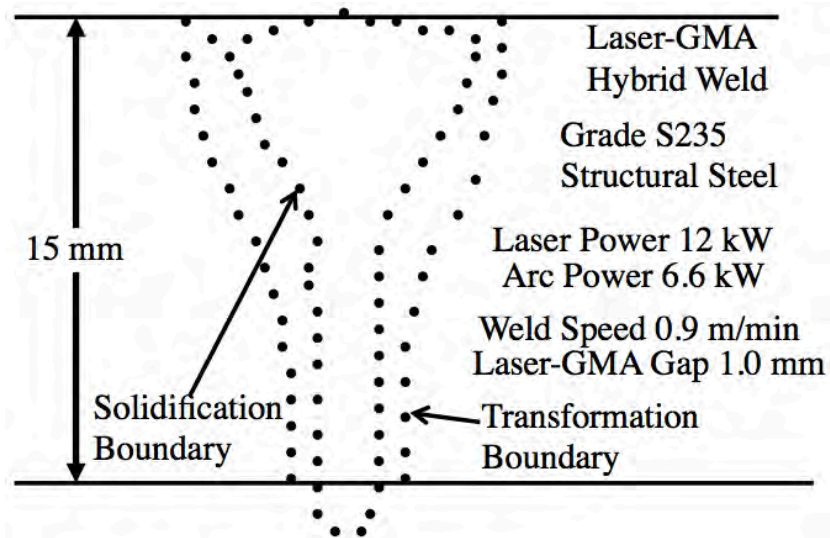 Laser-GMA
Hybrid Weld
Grade S235
Structural Steel
15 mm
Laser Power 12 kW
Arc Power 6.6 kW
Weld Speed 0.9 m/min
Laser-GMA Gap 1.0 mm
Solidification
Boundary
Transformation
Boundary